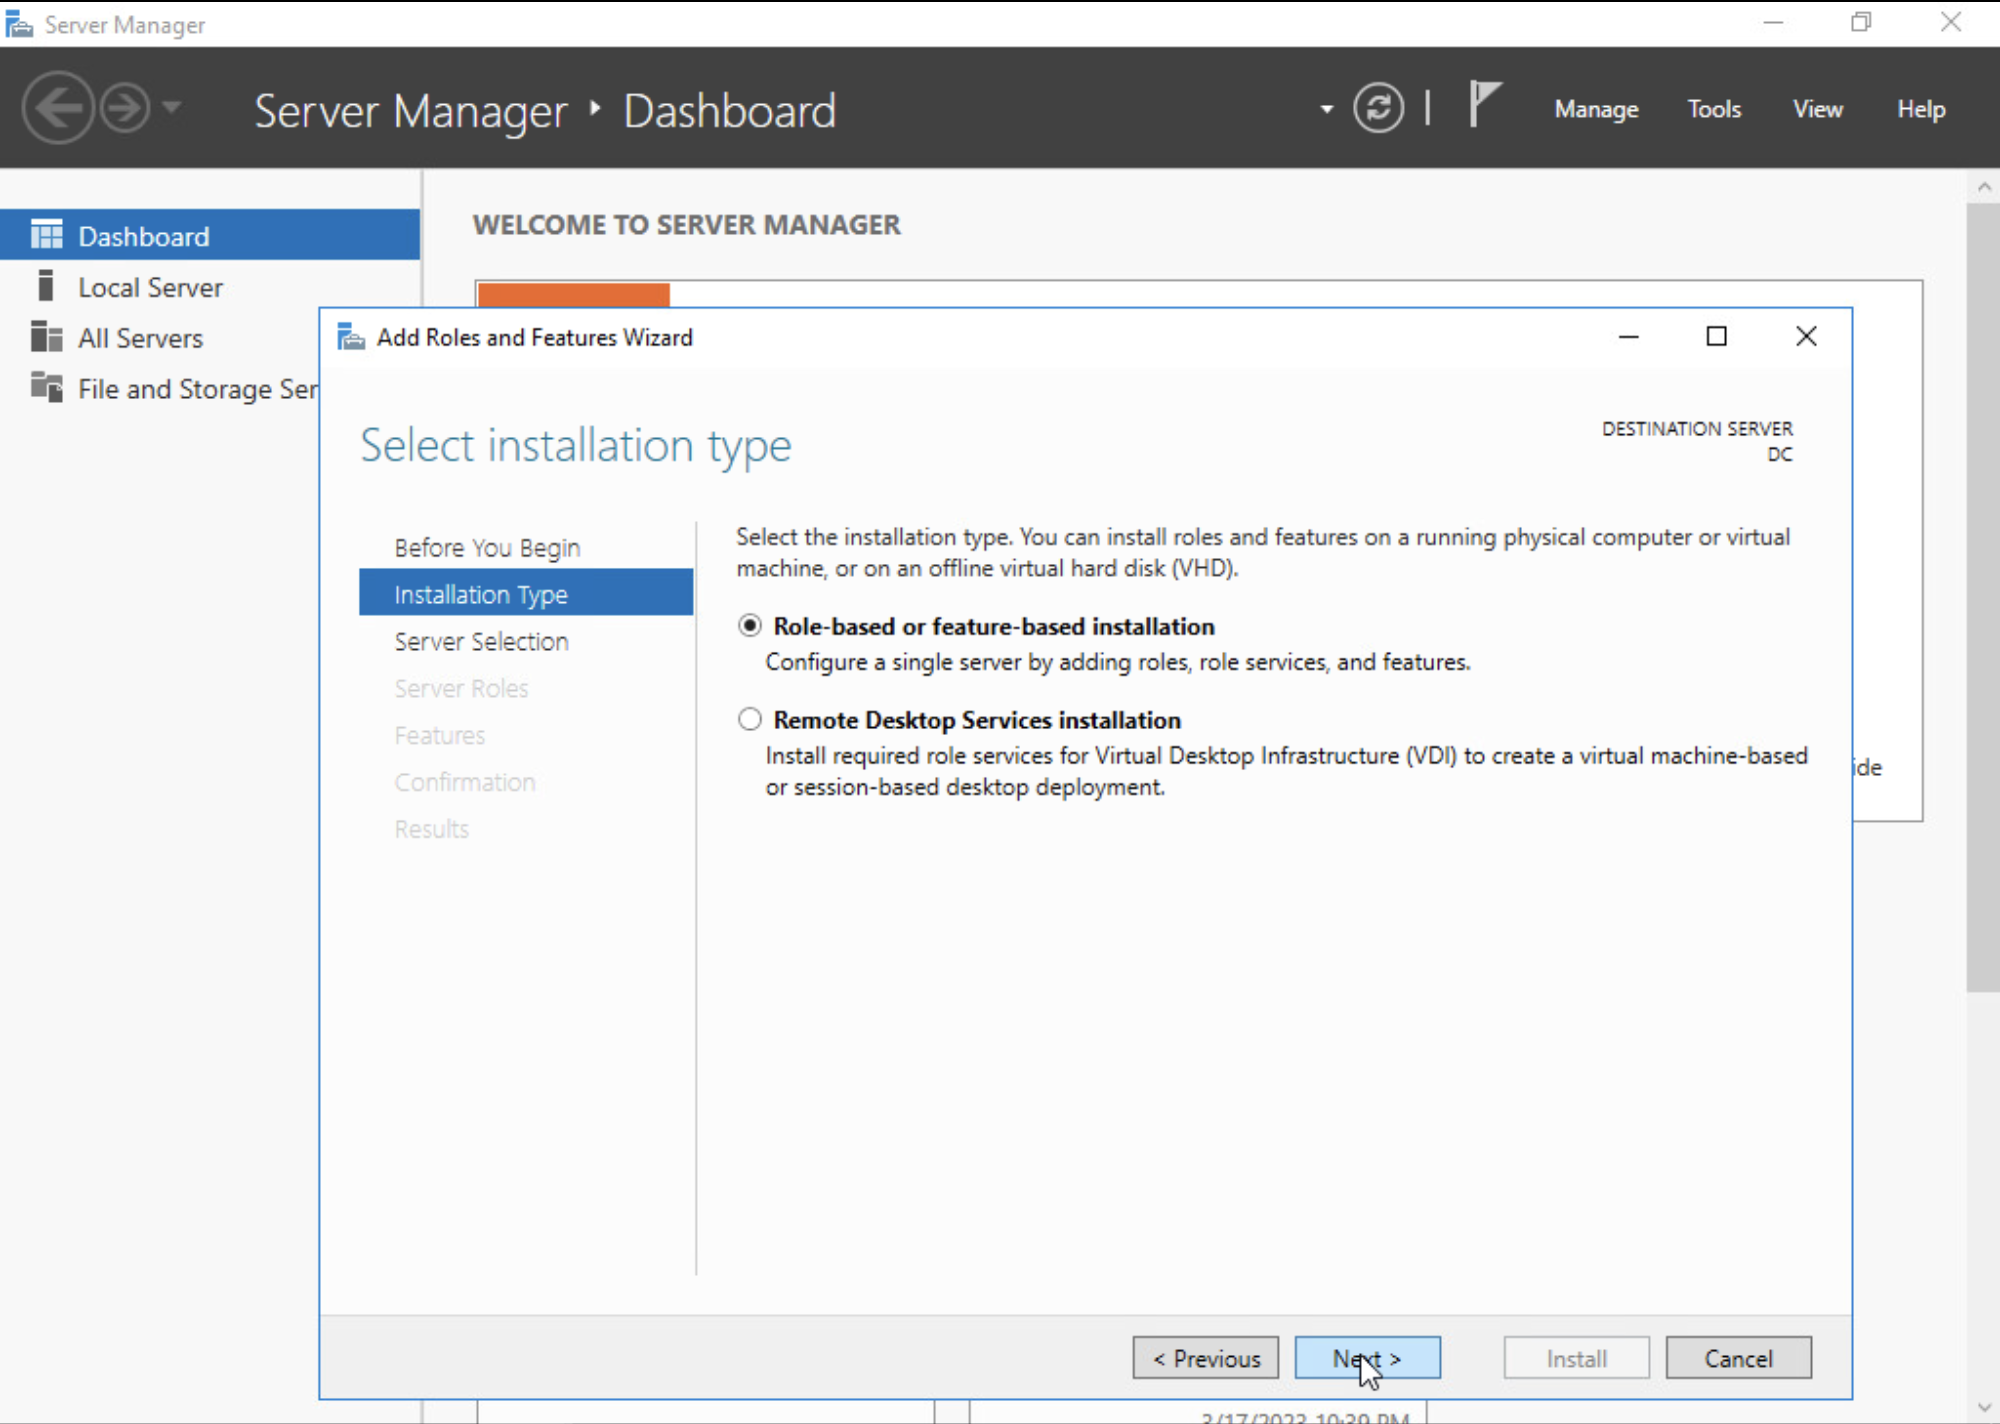 Server Manager
Server Manager ‣ Dashboard
Manage Tools View Help
Dashboard
Local Server
All Servers
File and Storage Ser
WELCOME TO SERVER MANAGER
Add Roles and Features Wizard
Select installation type
DESTINATION SERVER
DC
Before You Begin
Installation Type
Server Selection
Server Roles
Features
Confirmation
Results
Select the installation type. You can install roles and features on a running physical computer or virtual
machine, or on an offline virtual hard disk (VHD).
Role-based or feature-based installation
Configure a single server by adding roles, role services, and features.
Remote Desktop Services installation
Install required role services for Virtual Desktop Infrastructure (VDI) to create a virtual machine-based
or session-based desktop deployment.
ide
< Previous Next > Install Cancel
3/17/2023 10:39 PM